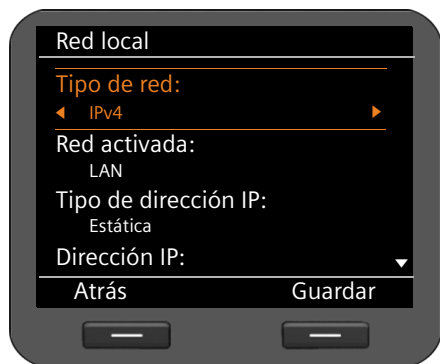 Red local
Tipo de red:
IPv4
Red activada:
LAN
Tipo de dirección IP:
Estática
Dirección IP:
Atrás Guardar